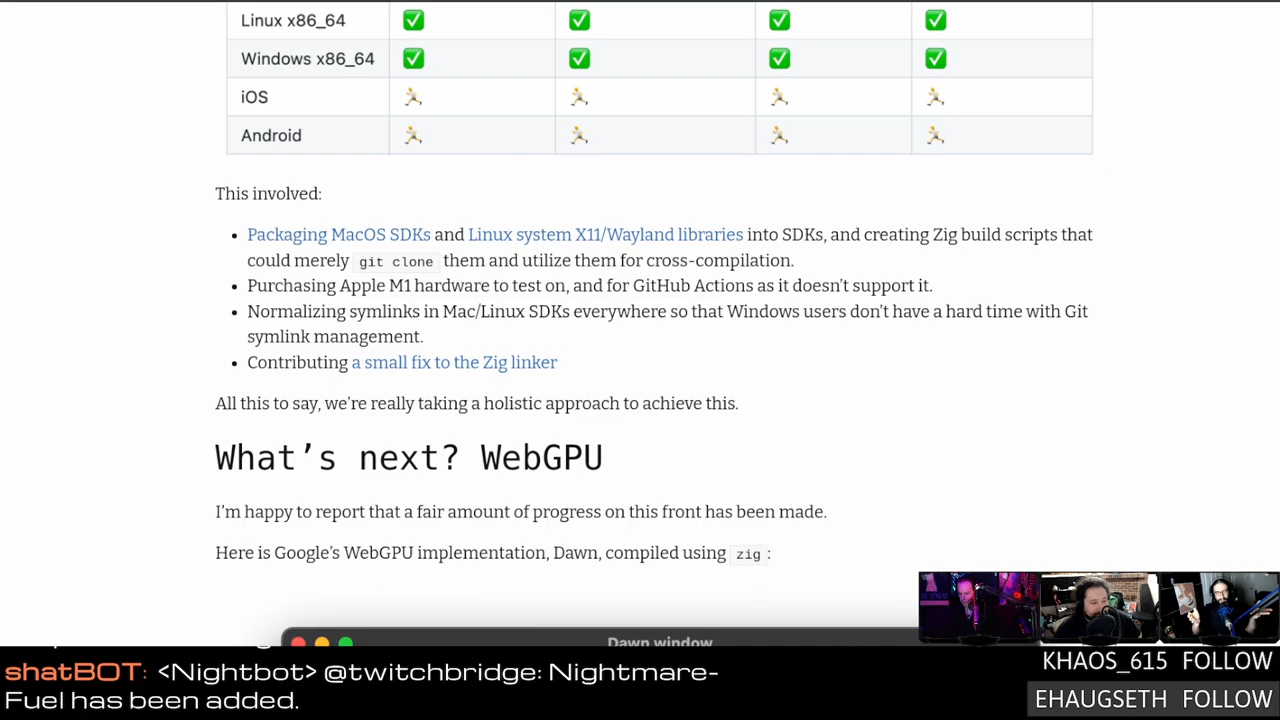 Linux x86_64
Windows x86_64
iOS
Android
This involved:
Packaging MacOS SDKs and Linux system X11/Wayland libraries into SDKs, and creating Zig build scripts that
could merely git clone them and utilize them for cross-compilation.
Purchasing Apple M1 hardware to test on, and for GitHub Actions as it doesn't support it.
Normalizing symlinks in Mac/Linux SDKs everywhere so that Windows users don't have a hard time with Git
symlink management.
Contributing a small fix to the Zig linker
All this to say, we're really taking a holistic approach to achieve this.
What's next? WebGPU
I'm happy to report that a fair amount of progress on this front has been made.
Here is Google's WebGPU implementation, Dawn, compiled using zig :
Dawn window
shatBOT: <Nightbot> @twitchbridge: Nightmare-
Fuel has been added.
KHAOS_615 FOLLOW
EHAUGSETH FOLLOW